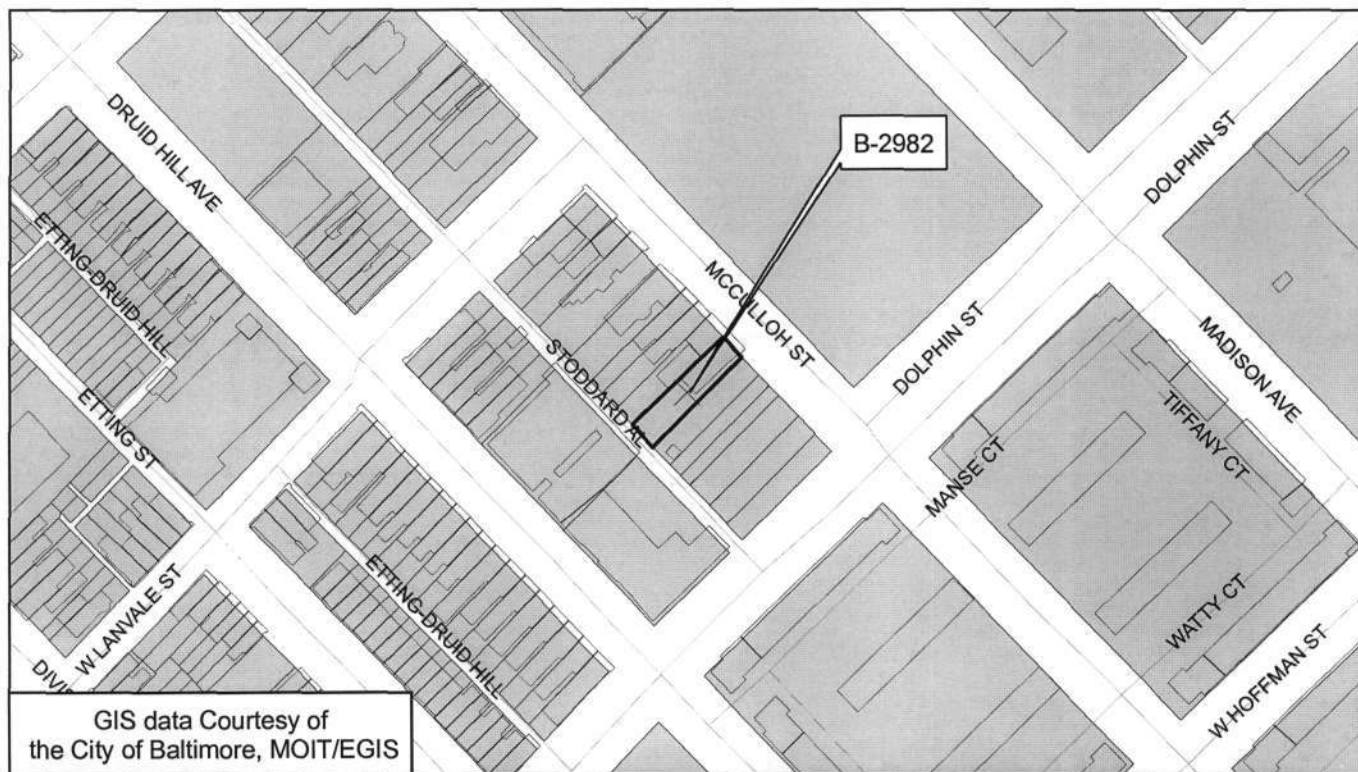 DRUID HILL AVE
ETTING-DRUID HILL
ETTING ST
B-2982
DOLPHIN ST
MCCULLOH ST
DOLPHIN ST
MADISON AVE
STODDARD AL
TIFFANY CT
MANSE CT
ETTING-DRUID HILL
WATTY CT
W LANVALE ST
W HOFFMAN ST
GIS data Courtesy of
the City of Baltimore, MOIT/EGIS